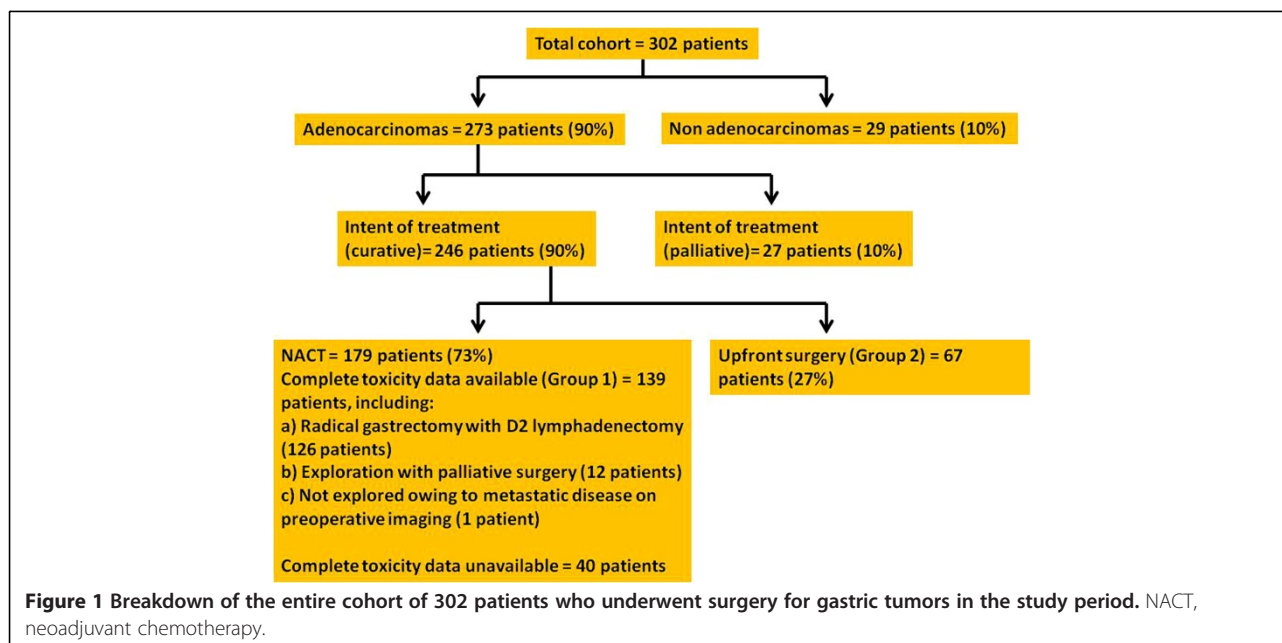 Total cohort = 302 patients
Adenocarcinomas = 273 patients (90%)
Non adenocarcinomas = 29 patients (10%)
Intent of treatment
(curative)= 246 patients (90%)
Intent of treatment
(palliative) = 27 patients (10%)
NACT = 179 patients (73%)
Complete toxicity data available (Group 1) = 139
patients, including:
a) Radical gastrectomy with D2 lymphadenectomy
(126 patients)
b) Exploration with palliative surgery (12 patients)
c) Not explored owing to metastatic disease on
preoperative imaging (1 patient)
Complete toxicity data unavailable = 40 patients
Upfront surgery (Group 2) = 67
patients (27%)
Figure 1 Breakdown of the entire cohort of 302 patients who underwent surgery for gastric tumors in the study period. NACT,
neoadjuvant chemotherapy.